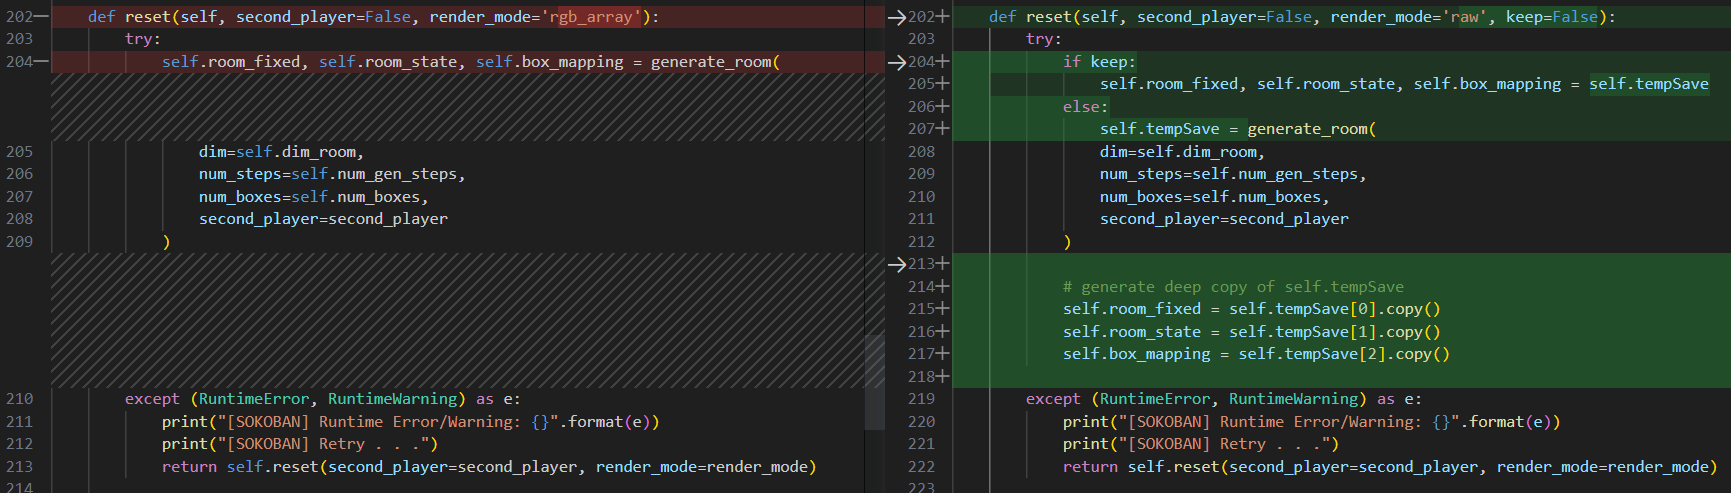 202— def reset(self, second_player=False, render_mode='rgb_array'):
203 try:
204— self.room_fixed, self.room_state, self.box_mapping = generate_room(
205 dim=self.dim_room,
206 num_steps=self.num_gen_steps,
207 num_boxes=self.num_boxes,
208 second_player=second_player
209 )
210 except (RuntimeError, RuntimeWarning) as e:
211 print("[SOKOBAN] Runtime Error/Warning: {}".format(e))
212 print("[SOKOBAN] Retry . . .")
213 return self.reset(second_player=second_player, render_mode=render_mode)
214
→202+ def reset(self, second_player=False, render_mode='raw', keep=False):
203 try:
→204+ if keep:
205+ self.room_fixed, self.room_state, self.box_mapping = self.tempSave
206+ else:
207+ self.tempSave = generate_room(
208 dim=self.dim_room,
209 num_steps=self.num_gen_steps,
210 num_boxes=self.num_boxes,
211 second_player=second_player
212 )
→213+
214+ # generate deep copy of self.tempSave
215+ self.room_fixed = self.tempSave[0].copy()
216+ self.room_state = self.tempSave[1].copy()
217+ self.box_mapping = self.tempSave[2].copy()
218+
219 except (RuntimeError, RuntimeWarning) as e:
220 print("[SOKOBAN] Runtime Error/Warning: {}".format(e))
221 print("[SOKOBAN] Retry . . .")
222 return self.reset(second_player=second_player, render_mode=render_mode)
223